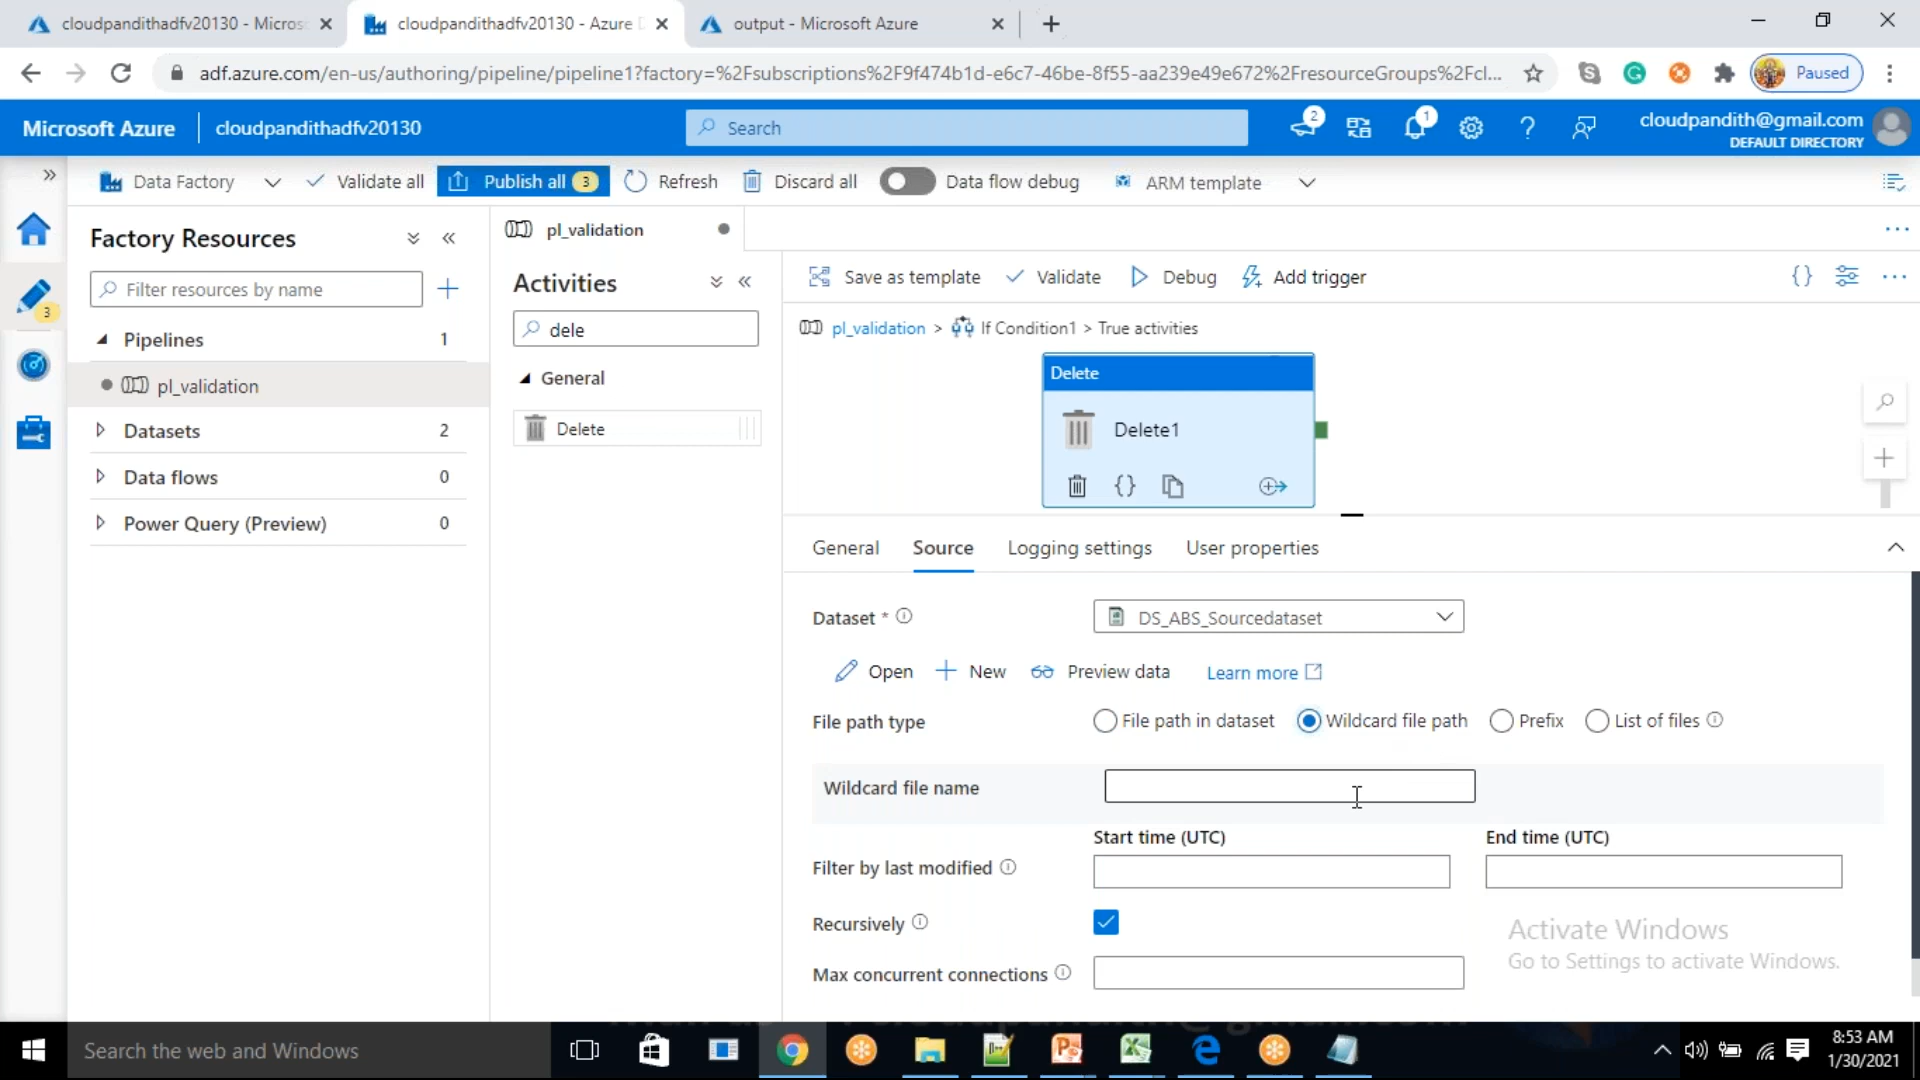 cloudpandithadfv20130 - Micros
cloudpandithadfv20130 - Azure D
output - Microsoft Azure
adf.azure.com/en-us/authoring/pipeline/pipeline1?factory=%2Fsubscriptions%2F9f474b1d-e6c7-46be-8f55-aa239e49e672%2FresourceGroups%2Fcl...
Paused
Microsoft Azure
cloudpandithadfv20130
Search
2
1
cloudpandith@gmail.com
DEFAULT DIRECTORY
Data Factory
Validate all
Publish all 3
Refresh
Discard all
Data flow debug
ARM template
Factory Resources
Filter resources by name
3
Pipelines 1
pl_validation
Datasets 2
Data flows 0
Power Query (Preview) 0
pl_validation
Activities
dele
General
Delete
Save as template
Validate
Debug
Add trigger
pl_validation > If Condition1 > True activities
Delete
Delete1
General
Source
Logging settings
User properties
Dataset *
DS_ABS_Sourcedataset
Open
New
Preview data
Learn more
File path type
File path in dataset
Wildcard file path
Prefix
List of files
Wildcard file name
Start time (UTC)
End time (UTC)
Filter by last modified
Recursively
Max concurrent connections
Activate Windows
Go to Settings to activate Windows.
Search the web and Windows
8:53 AM
1/30/2021